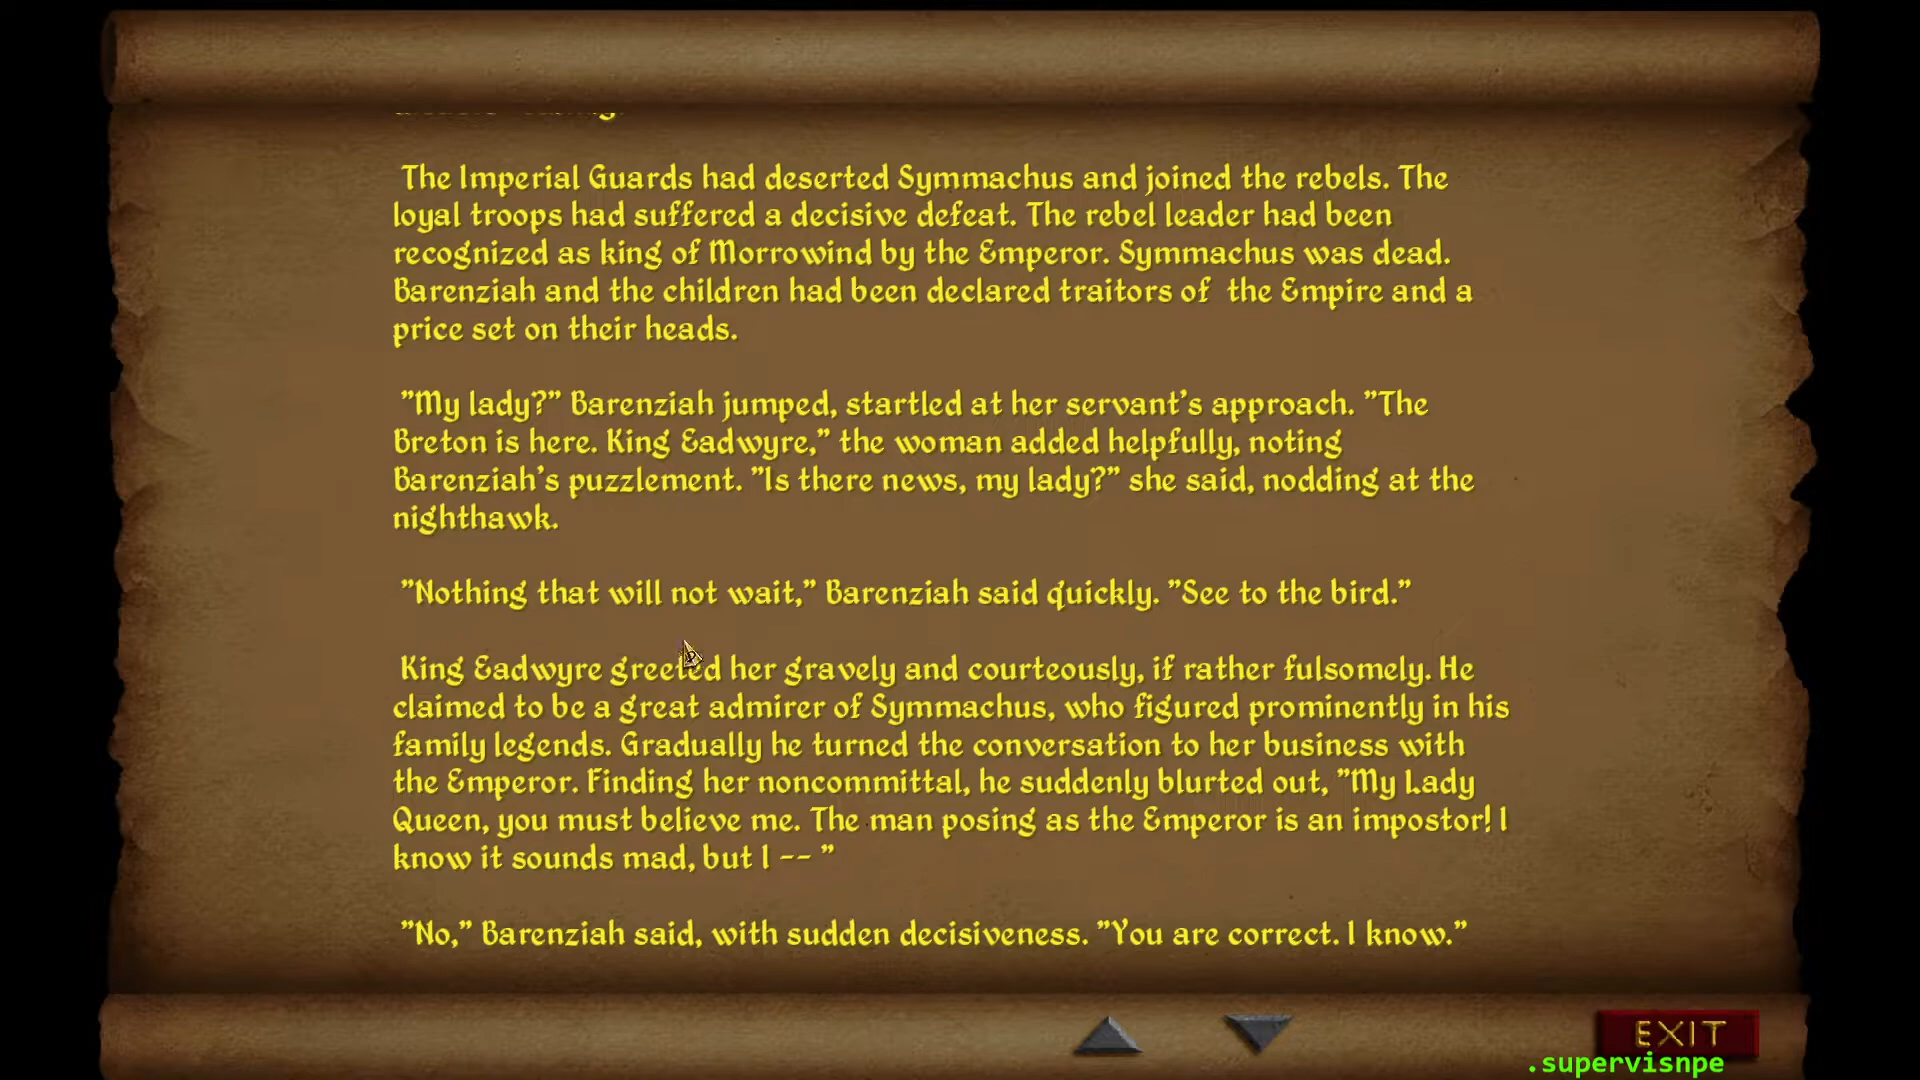 The Imperial Guards had deserted Symmachus and joined the rebels. The
loyal troops had suffered a decisive defeat. The rebel leader had been
recognized as king of Morrowind by the Emperor. Symmachus was dead.
Barenziah and the children had been declared traitors of  the Empire and a
price set on their heads.
"My lady?" Barenziah jumped, startled at her servant's approach. "The
Breton is here. King Eadwyre," the woman added helpfully, noting
Barenziah's puzzlement. "Is there news, my lady?" she said, nodding at the
nighthawk.
"Nothing that will not wait," Barenziah said quickly. "See to the bird."
King Eadwyre greeted her gravely and courteously, if rather fulsomely. He
claimed to be a great admirer of Symmachus, who figured prominently in his
family legends. Gradually he turned the conversation to her business with
the Emperor. Finding her noncommittal, he suddenly blurted out, "My Lady
Queen, you must believe me. The man posing as the Emperor is an impostor! I
know it sounds mad, but I -- "
"No," Barenziah said, with sudden decisiveness. "You are correct. I know."
EXIT
.supervisnpe